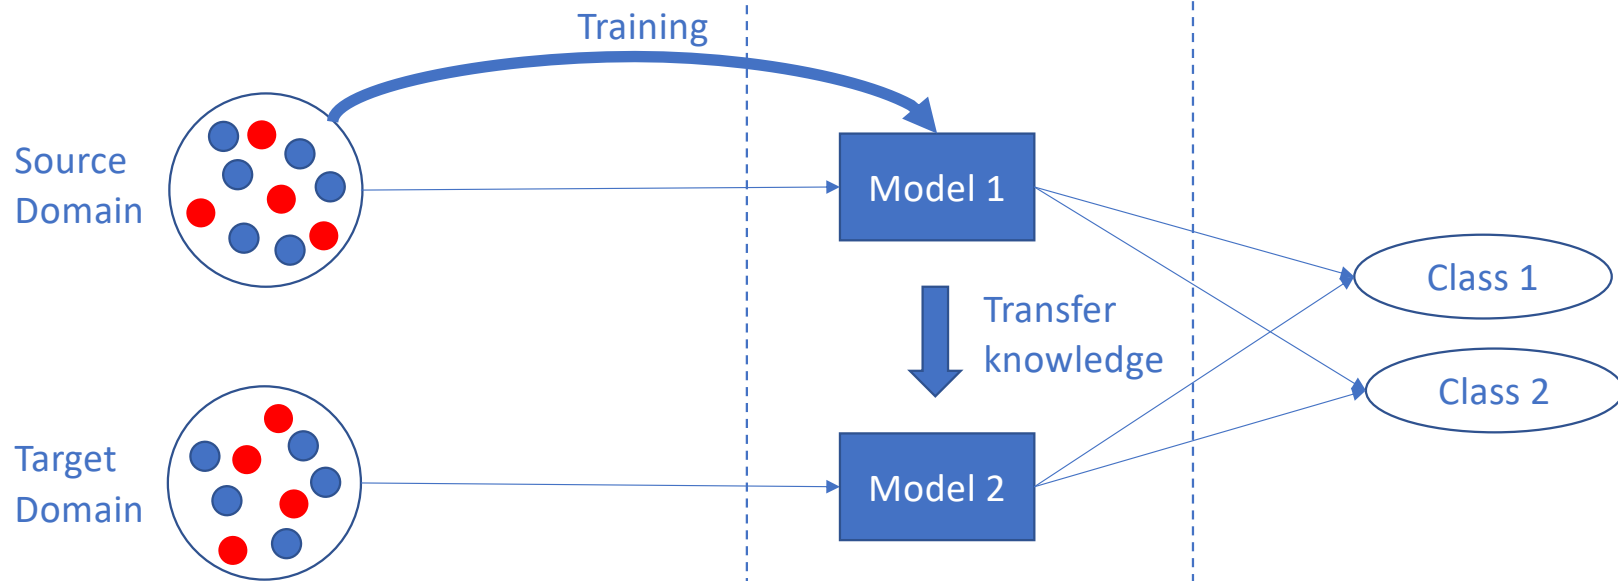 Training
Source
Domain
Model 1
Class 1
Transfer
knowledge
Class 2
Target
Domain
Model 2